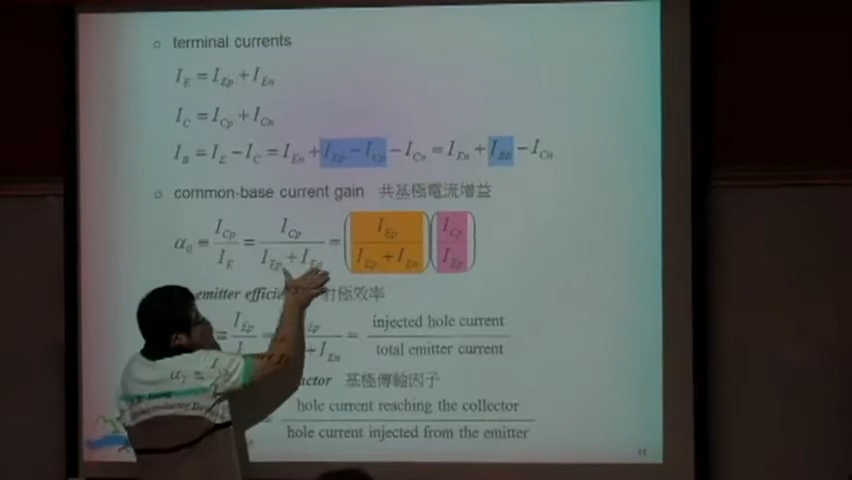 terminal currents
I_E = I_Ep + I_En
I_C = I_Cp + I_Cn
I_B = I_E − I_C = I_En + I_Ep − I_Cp − I_Cn = I_En + I_BB − I_Cn
common-base current gain 共基極電流增益
α_0 ≡ I_Cp / I_E = I_Cp / (I_Ep + I_En) = (I_Ep / (I_Ep + I_En)) (I_Cp / I_Ep)
emitter 射極效率
injected hole current
= I_Ep / = I_En =
total emitter current
基極傳輸因子
hole current reaching the collector
hole current injected from the emitter
11